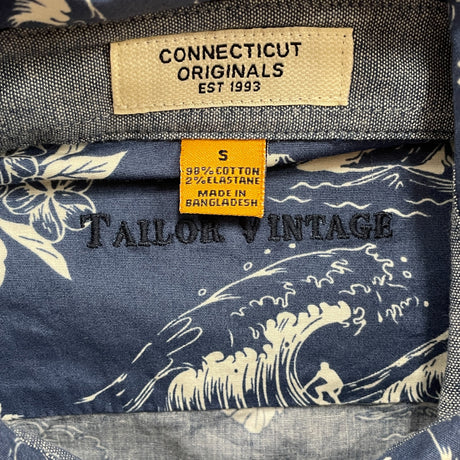 CONNECTICUT
ORIGINALS
EST 1993
S
98% COTTON
2% ELASTANE
MADE IN
BANGLADESH
TAILOR VINTAGE